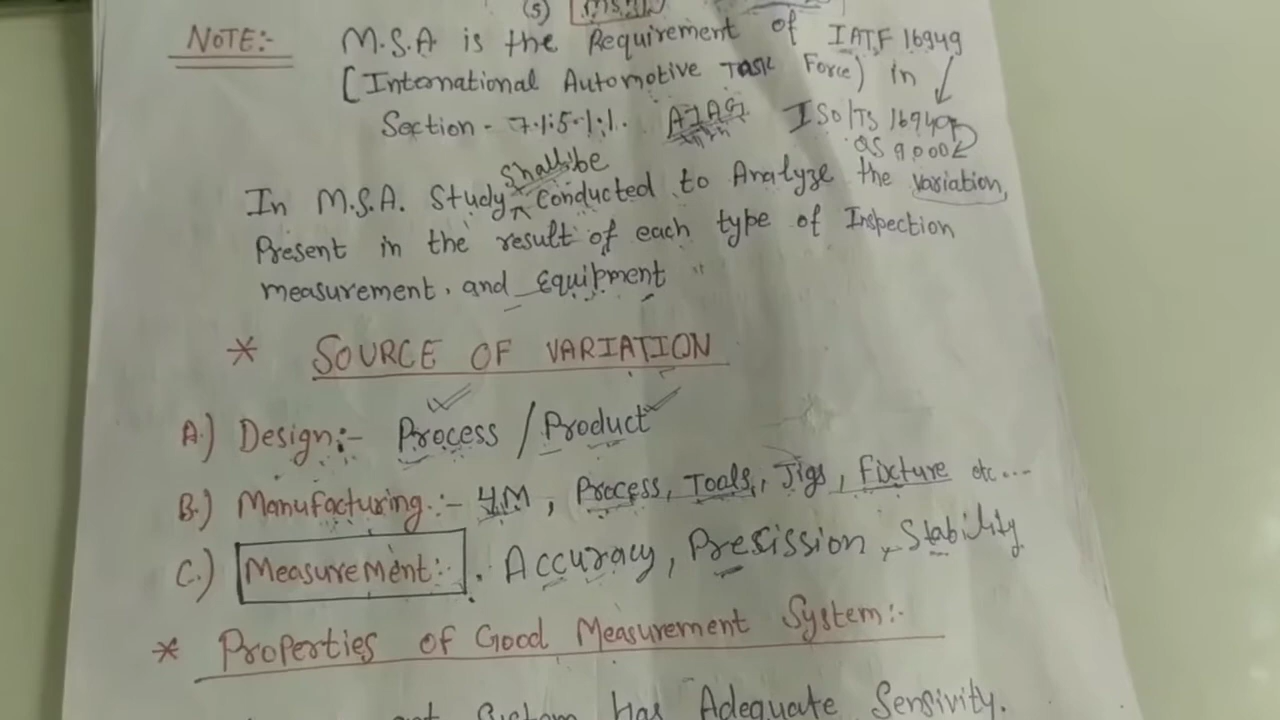 (5) M.S.A
NOTE:- M.S.A is the Requirement of IATF 16949
[International Automotive Task Force) in
Section - 7.1.5.1.1. AIAG ISO/TS 16949
QS 9000
Shall be
In M.S.A. Study ^ Conducted to Analyze the variation,
Present in the result of each type of Inspection
measurement, and Equipment "
* SOURCE OF VARIATION
A.) Design:- Process / Product
B.) Manufacturing:- 4M, Process, Tools, Jigs, Fixture etc....
C.) Measurement:- . Accuracy, Presission, Stability
* Properties of Good Measurement System:-
Has Adequate Sensivity.